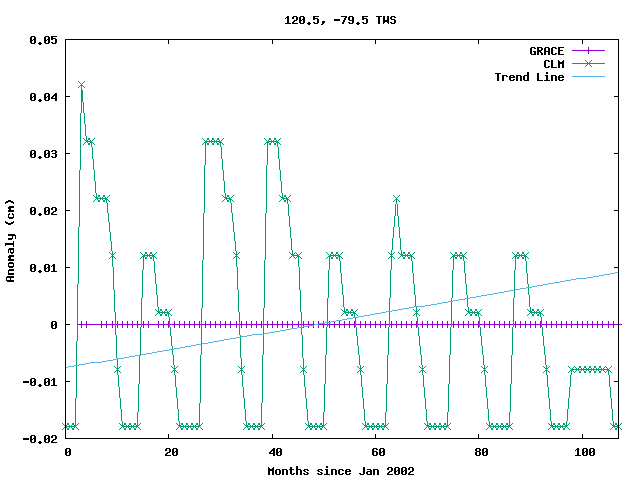 120.5, -79.5 TWS
GRACE
CLM
Trend Line
0.05
0.04
0.03
0.02
0.01
0
-0.01
-0.02
Anomaly (cm)
0 20 40 60 80 100
Months since Jan 2002